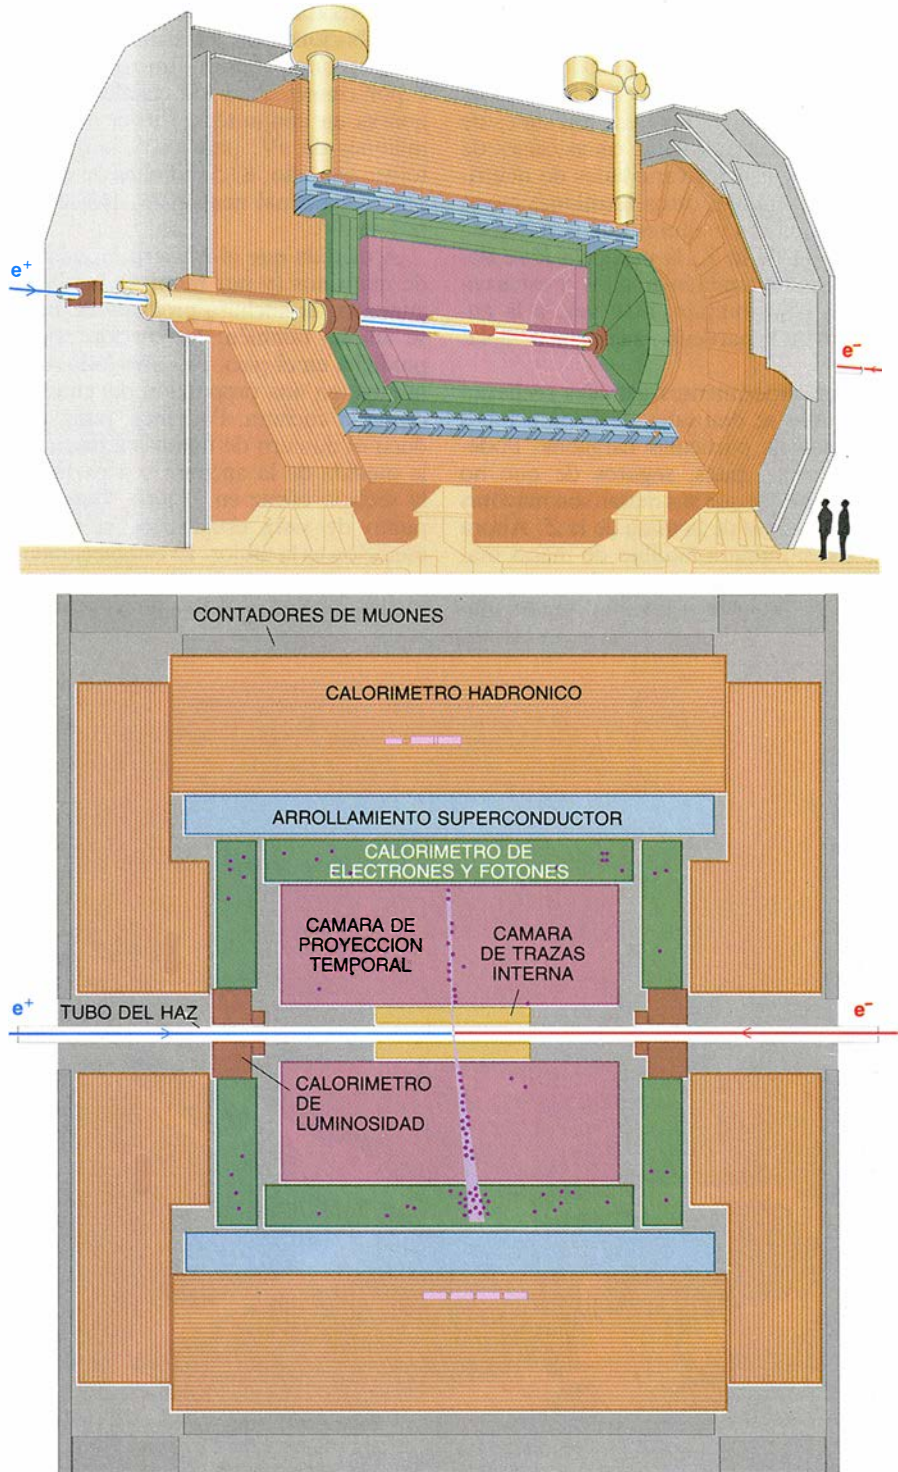 e+
e−
CONTADORES DE MUONES
CALORIMETRO HADRONICO
ARROLLAMIENTO SUPERCONDUCTOR
CALORIMETRO DE
ELECTRONES Y FOTONES
CAMARA DE
PROYECCION
TEMPORAL
CAMARA
DE TRAZAS
INTERNA
e+
TUBO DEL HAZ
e−
CALORIMETRO
DE
LUMINOSIDAD